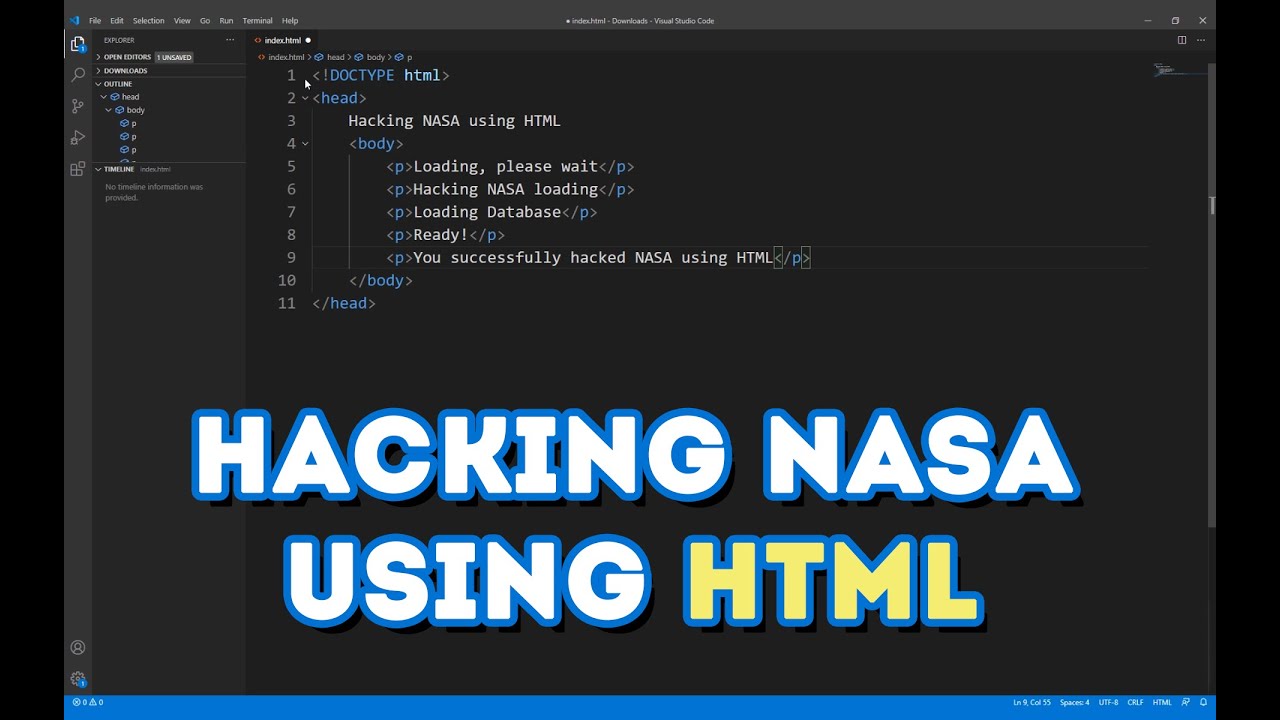 File Edit Selection View Go Run Terminal Help
● index.html - Downloads - Visual Studio Code
EXPLORER
OPEN EDITORS 1 UNSAVED
DOWNLOADS
OUTLINE
head
body
p
p
p
TIMELINE index.html
No timeline information was
provided.
index.html ●
index.html > head > body > p
1 <!DOCTYPE html>
2 <head>
3 Hacking NASA using HTML
4 <body>
5 <p>Loading, please wait</p>
6 <p>Hacking NASA loading</p>
7 <p>Loading Database</p>
8 <p>Ready!</p>
9 <p>You successfully hacked NASA using HTML</p>
10 </body>
11 </head>
HACKING NASA
USING HTML
0 0 Ln 9, Col 55 Spaces: 4 UTF-8 CRLF HTML